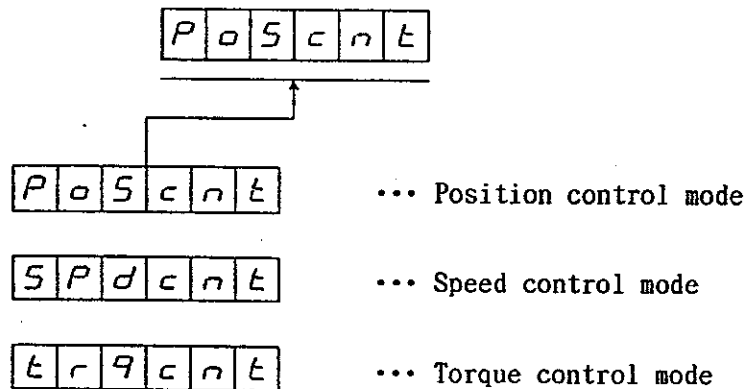 PoScnt
PoScnt ... Position control mode
SPdcnt ... Speed control mode
trqcnt ... Torque control mode